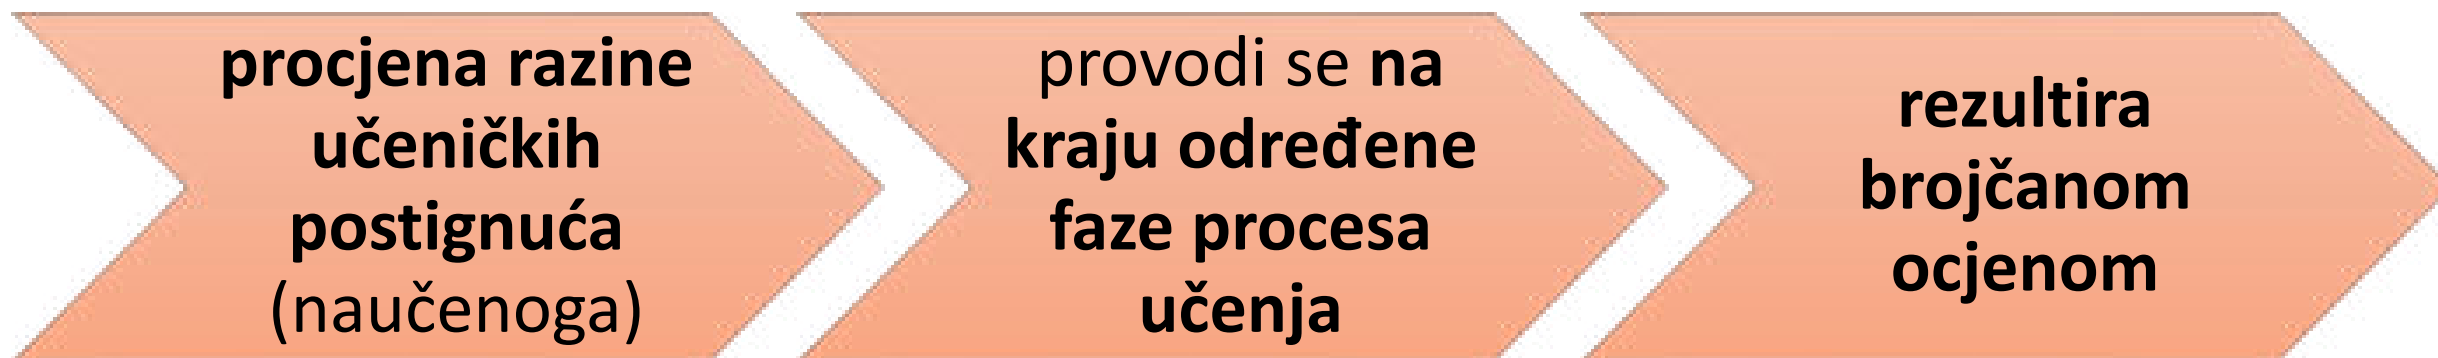 procjena razine
učeničkih
postignuća
(naučenoga)
provodi se na
kraju određene
faze procesa
učenja
rezultira
brojčanom
ocjenom